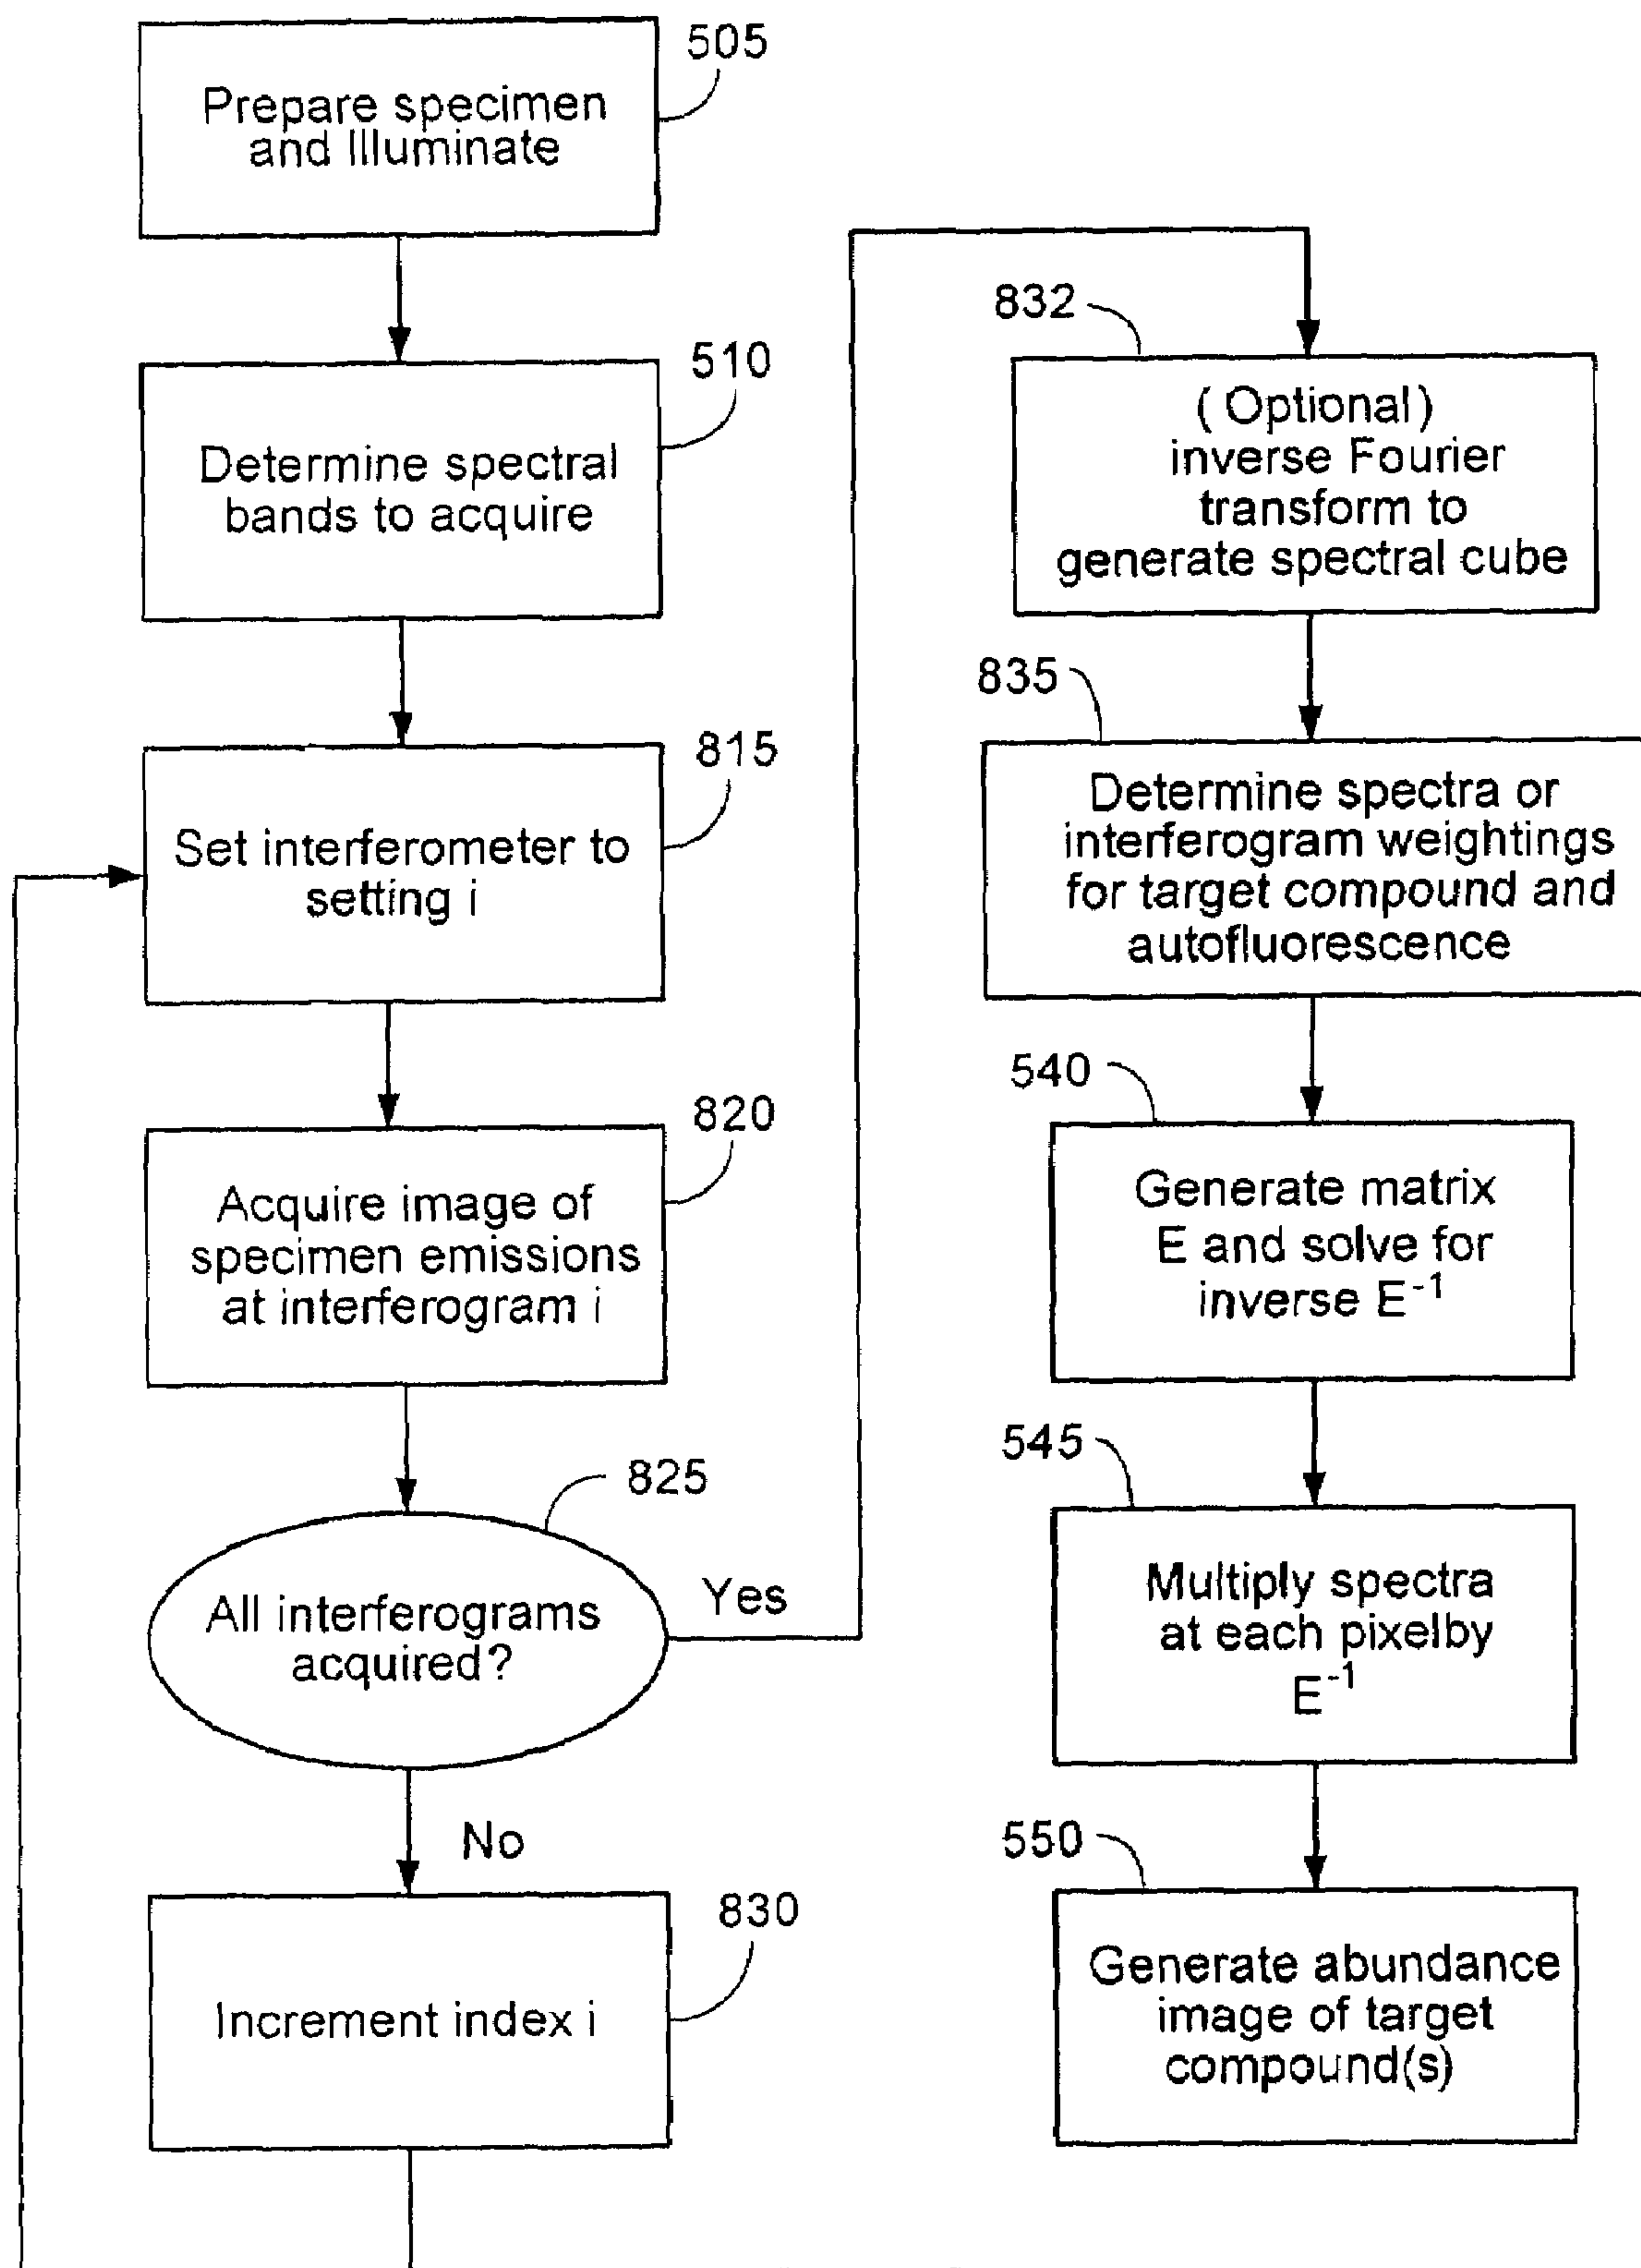 505
Prepare specimen
and Illuminate
510
Determine spectral
bands to acquire
815
Set interferometer to
setting i
820
Acquire image of
specimen emissions
at interferogram i
825
All interferograms
acquired?
Yes
No
830
Increment index i
832
( Optional)
inverse Fourier
transform to
generate spectral cube
835
Determine spectra or
interferogram weightings
for target compound and
autofluorescence
540
Generate matrix
E and solve for
inverse E⁻¹
545
Multiply spectra
at each pixelby
E⁻¹
550
Generate abundance
image of target
compound(s)